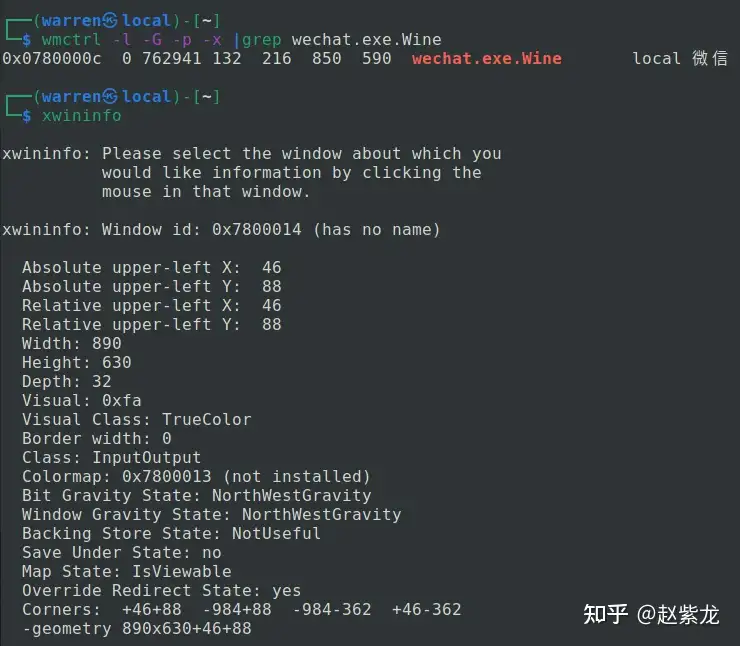 (warren㉿local)-[~]
$ wmctrl -l -G -p -x |grep wechat.exe.Wine
0x0780000c  0 762941 132  216  850  590  wechat.exe.Wine       local 微信
(warren㉿local)-[~]
$ xwininfo
xwininfo: Please select the window about which you
          would like information by clicking the
          mouse in that window.
xwininfo: Window id: 0x7800014 (has no name)
  Absolute upper-left X:  46
  Absolute upper-left Y:  88
  Relative upper-left X:  46
  Relative upper-left Y:  88
  Width: 890
  Height: 630
  Depth: 32
  Visual: 0xfa
  Visual Class: TrueColor
  Border width: 0
  Class: InputOutput
  Colormap: 0x7800013 (not installed)
  Bit Gravity State: NorthWestGravity
  Window Gravity State: NorthWestGravity
  Backing Store State: NotUseful
  Save Under State: no
  Map State: IsViewable
  Override Redirect State: yes
  Corners:  +46+88  -984+88  -984-362  +46-362
  -geometry 890x630+46+88
知乎 @赵紫龙